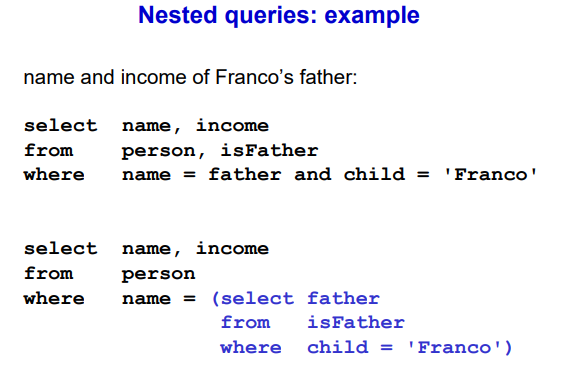 Nested queries: example
name and income of Franco's father:
select name, income
from person, isFather
where name = father and child = 'Franco'
select name, income
from person
where name = (select father
from isFather
where child = 'Franco')